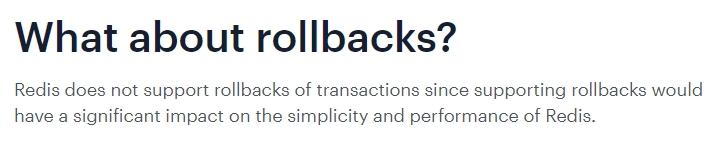 What about rollbacks?
Redis does not support rollbacks of transactions since supporting rollbacks would
have a significant impact on the simplicity and performance of Redis.